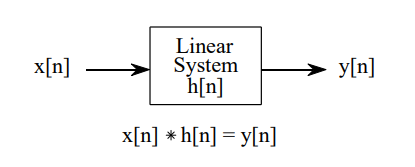 Linear
x[n] System y[n]
h[n]
x[n] * h[n] = y[n]